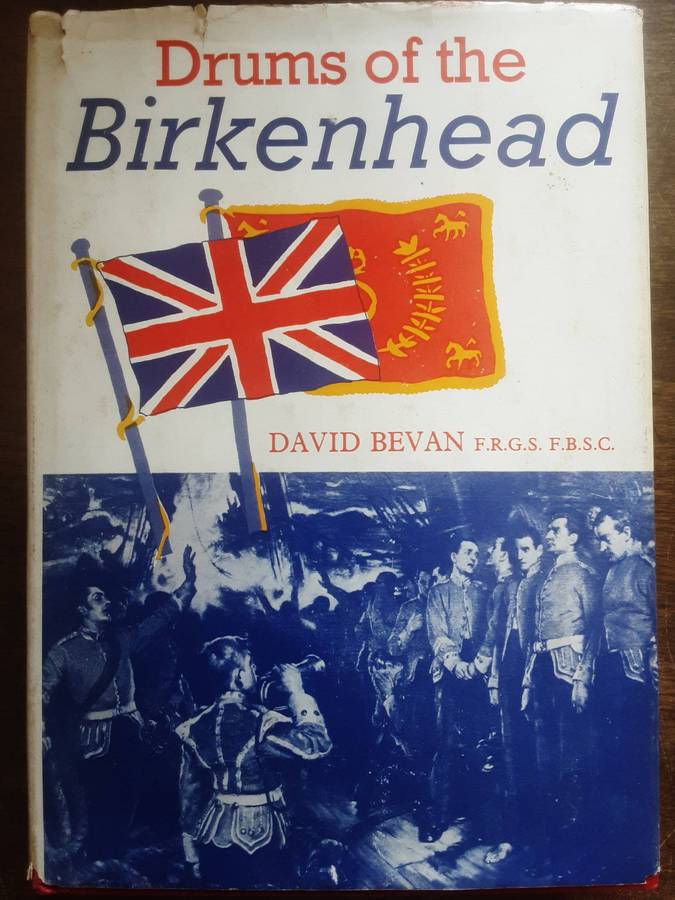 Drums of the
Birkenhead
DAVID BEVAN F.R.G.S. F.B.S.C.